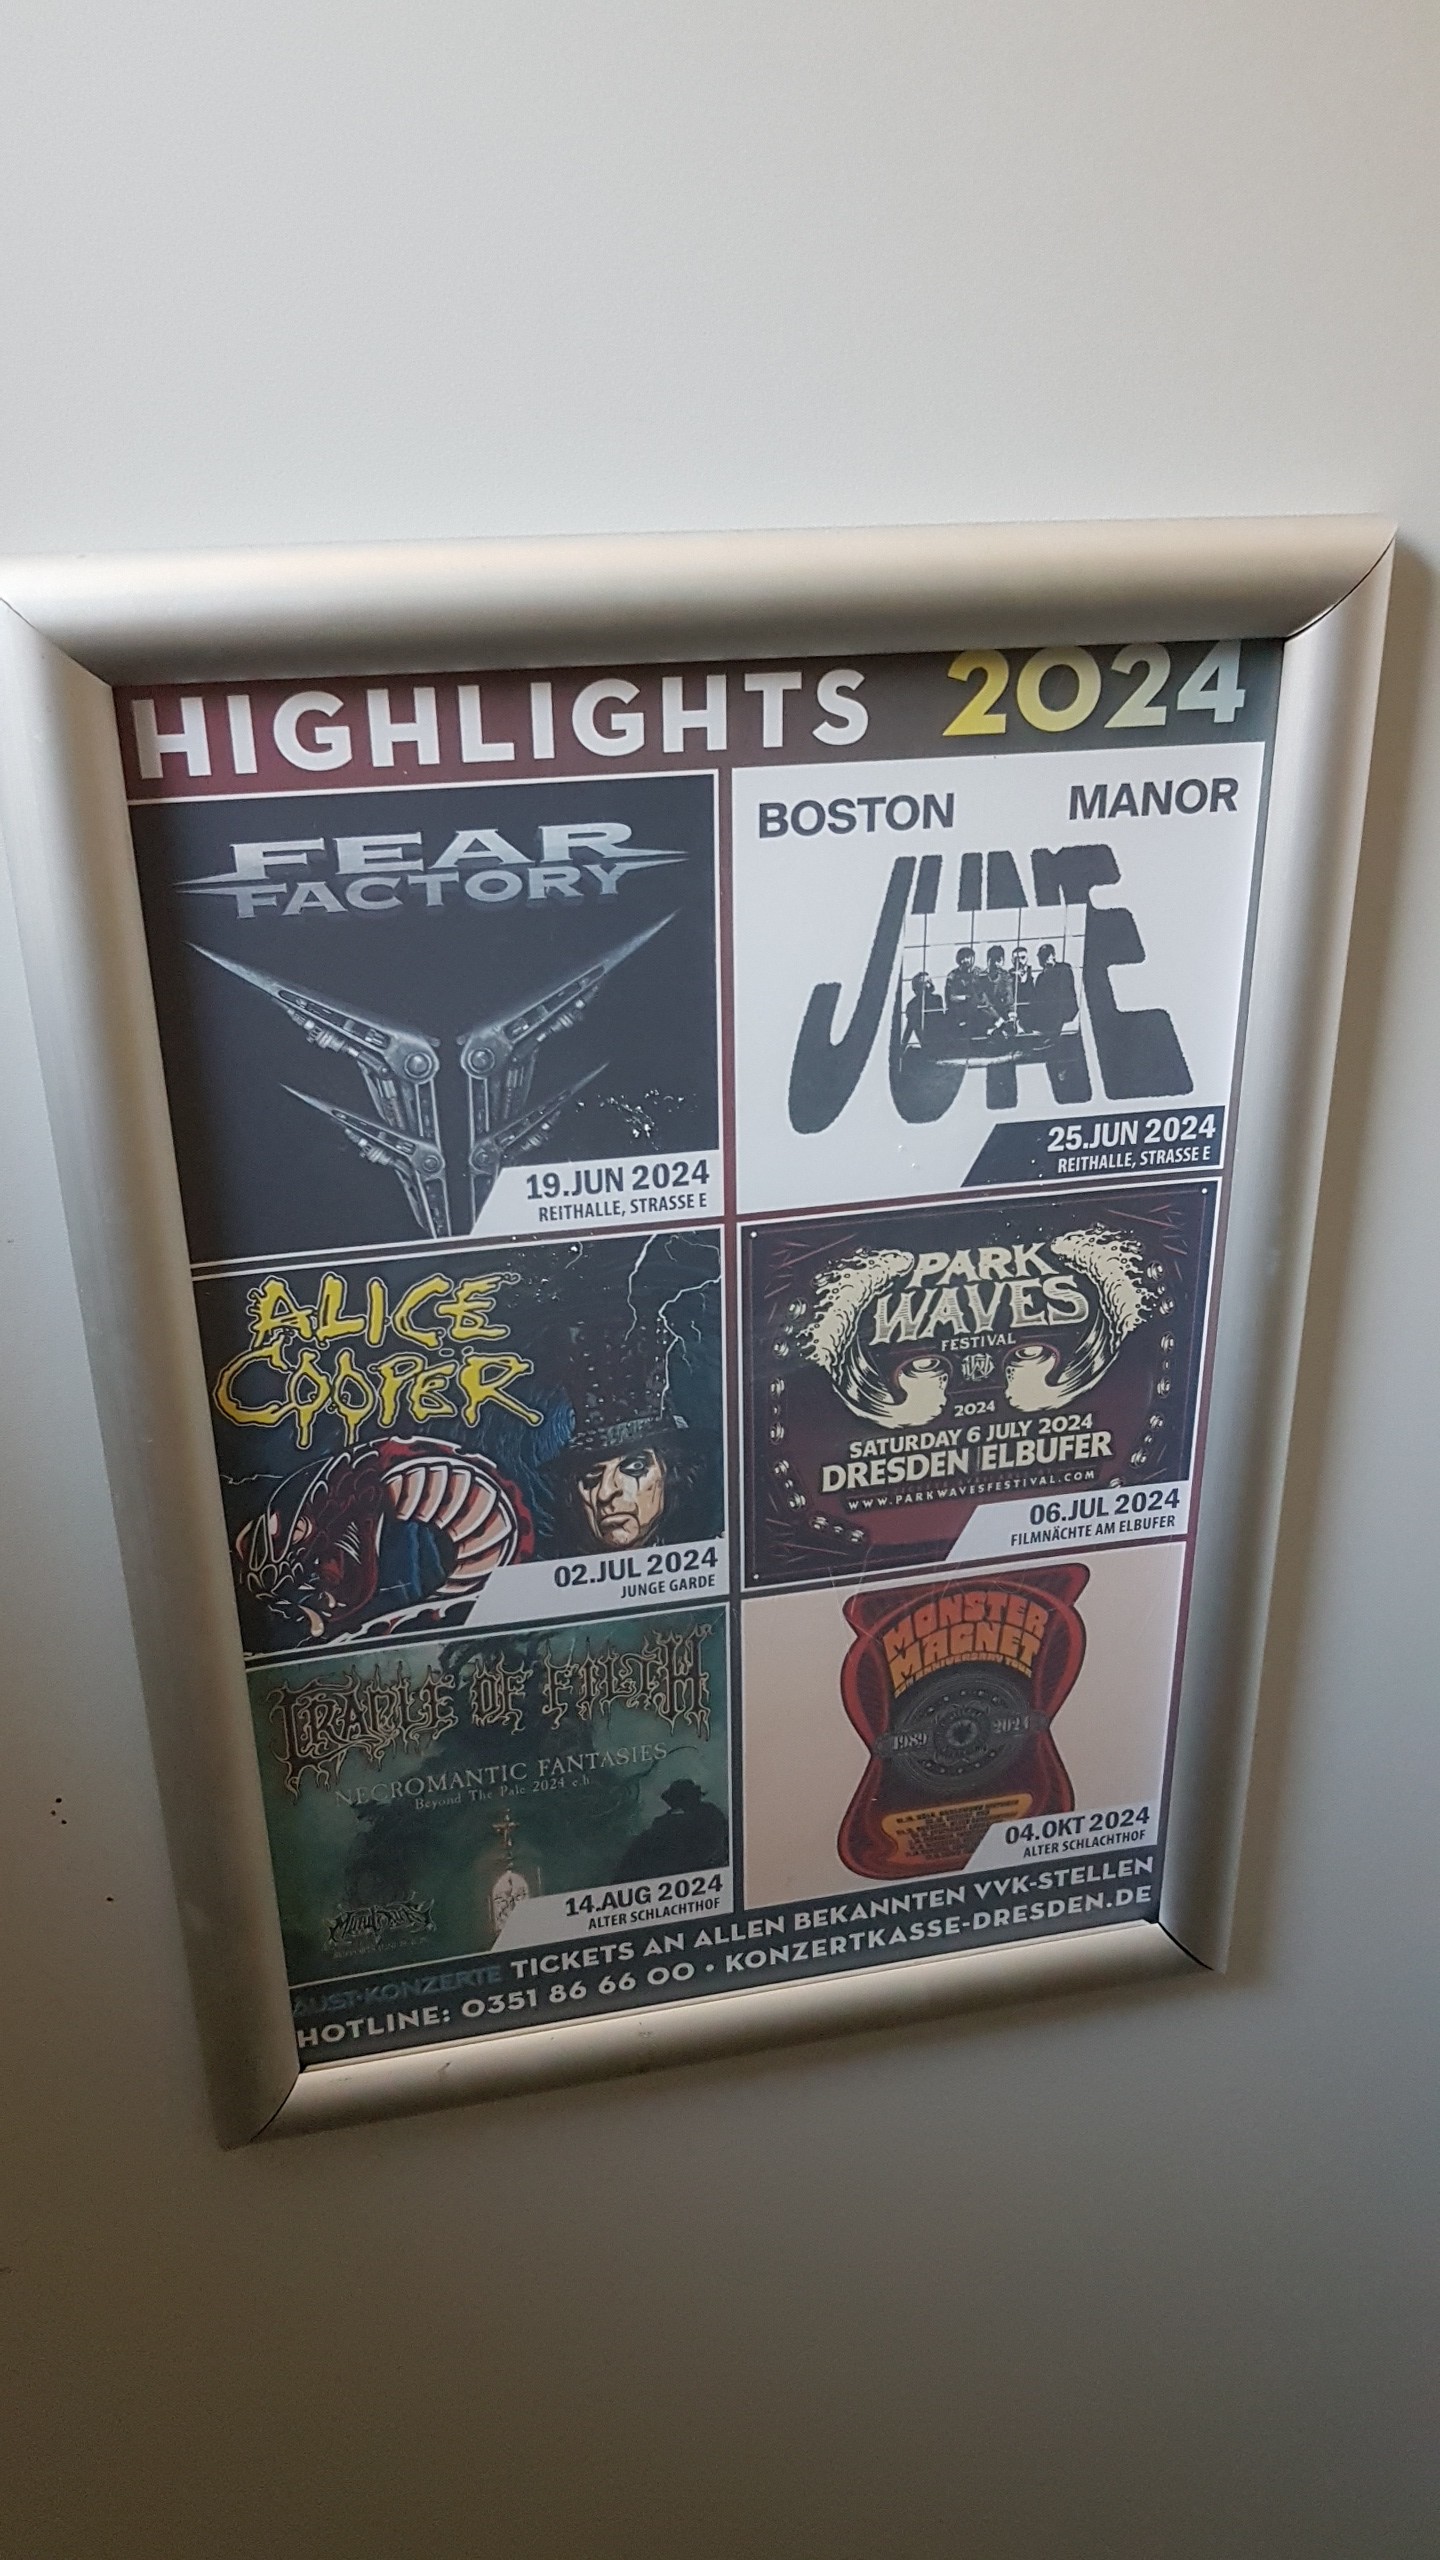 HIGHLIGHTS 2024
FEAR
FACTORY
19.JUN 2024
REITHALLE, STRASSE E
BOSTON MANOR
JUNE
25.JUN 2024
REITHALLE, STRASSE E
ALICE
COOPER
02.JUL 2024
JUNGE GARDE
PARK
WAVES
FESTIVAL
2024
SATURDAY 6 JULY 2024
DRESDEN ELBUFER
WWW.PARKWAVESFESTIVAL.COM
06.JUL 2024
FILMNÄCHTE AM ELBUFER
CRADLE OF FILTH
NECROMANTIC FANTASIES
Beyond The Pale 2024 e.h.
14.AUG 2024
ALTER SCHLACHTHOF
MONSTER
MAGNET
ANNIVERSARY TOUR
1989 2024
04.OKT 2024
ALTER SCHLACHTHOF
AUST-KONZERTE TICKETS AN ALLEN BEKANNTEN VVK-STELLEN
HOTLINE: 0351 86 66 00 • KONZERTKASSE-DRESDEN.DE